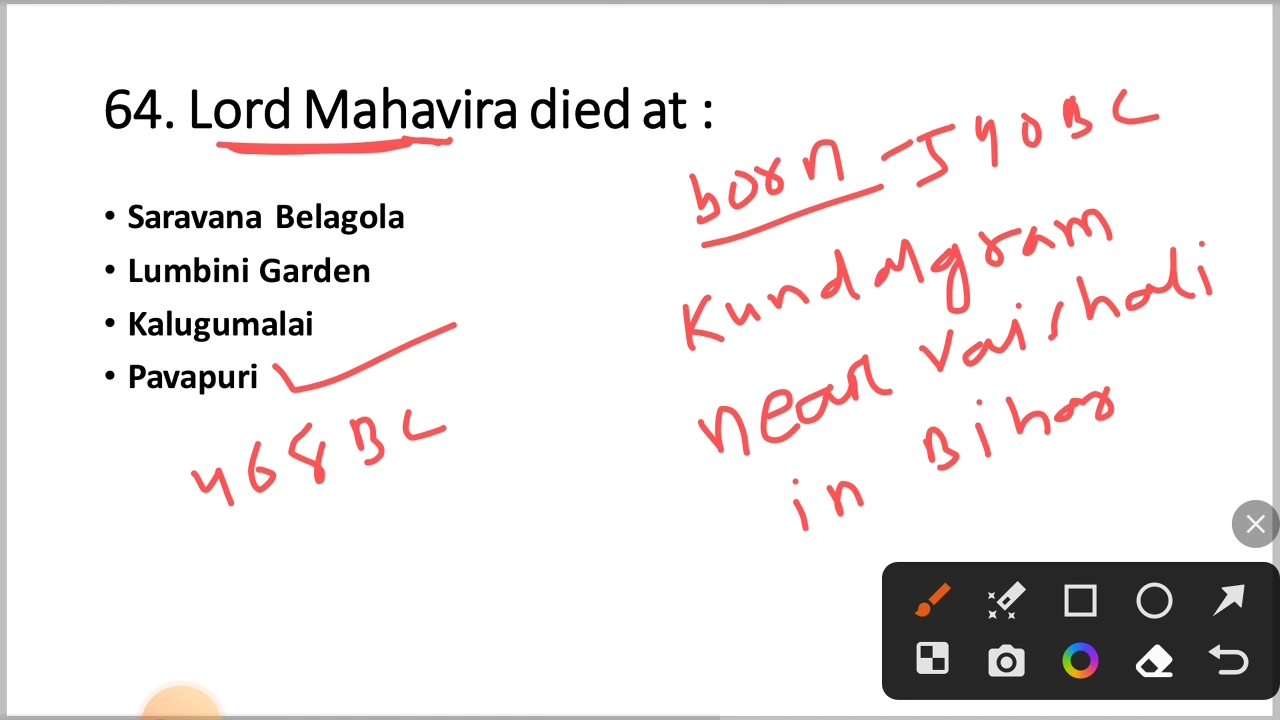 64. Lord Mahavira died at :
• Saravana Belagola
• Lumbini Garden
• Kalugumalai
• Pavapuri
468 BC
born - 540 BC
Kundalgram
near Vaishali
in Bihar